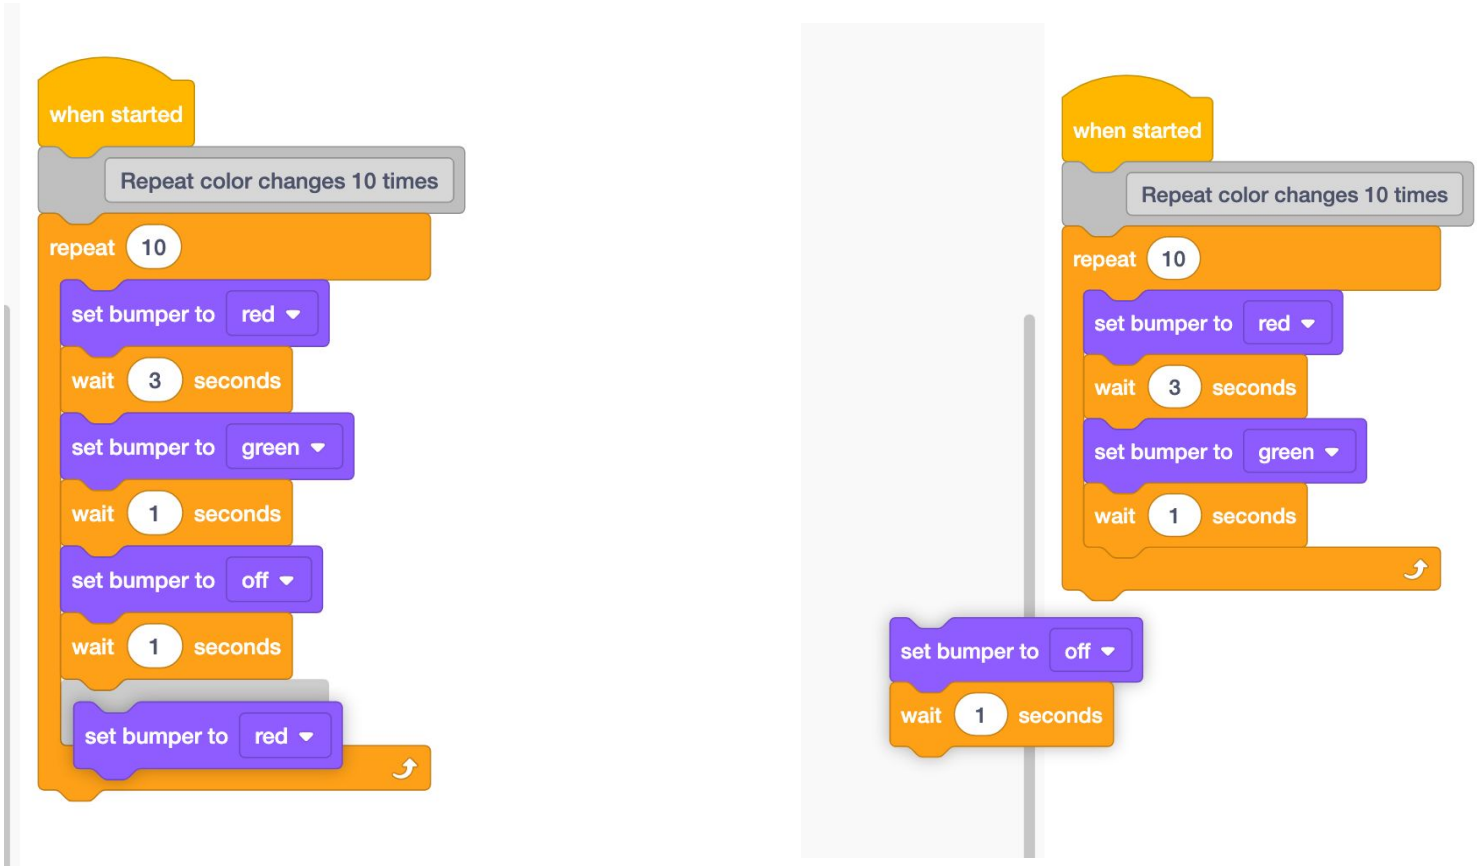 when started
Repeat color changes 10 times
repeat 10
set bumper to red
wait 3 seconds
set bumper to green
wait 1 seconds
set bumper to off
wait 1 seconds
set bumper to red
when started
Repeat color changes 10 times
repeat 10
set bumper to red
wait 3 seconds
set bumper to green
wait 1 seconds
set bumper to off
wait 1 seconds